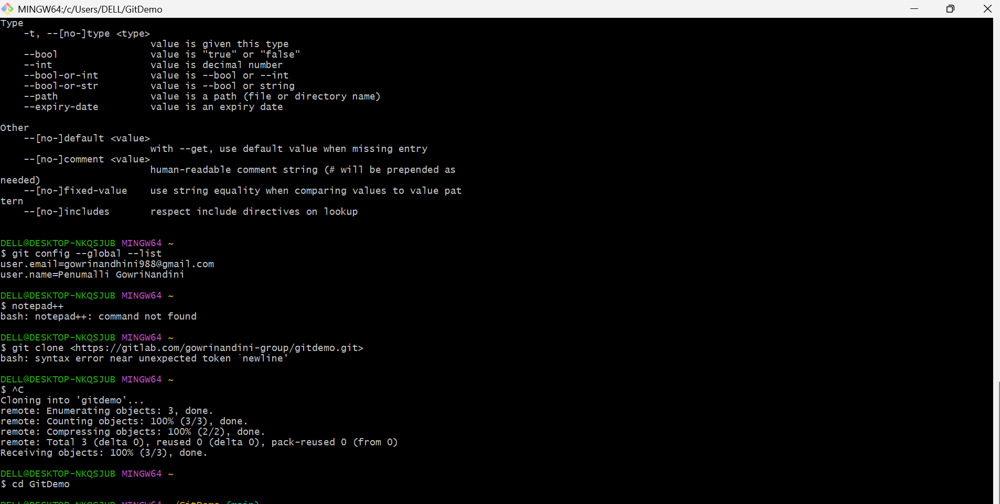 MINGW64:/c/Users/DELL/GitDemo
Type
    -t, --[no-]type <type>
                          value is given this type
    --bool                value is "true" or "false"
    --int                 value is decimal number
    --bool-or-int         value is --bool or --int
    --bool-or-str         value is --bool or string
    --path                value is a path (file or directory name)
    --expiry-date         value is an expiry date

Other
    --[no-]default <value>
                          with --get, use default value when missing entry
    --[no-]comment <value>
                          human-readable comment string (# will be prepended as
needed)
    --[no-]fixed-value    use string equality when comparing values to value pat
tern
    --[no-]includes       respect include directives on lookup

DELL@DESKTOP-NKQSJUB MINGW64 ~
$ git config --global --list
user.email=gowrinandhini988@gmail.com
user.name=Penumalli GowriNandini

DELL@DESKTOP-NKQSJUB MINGW64 ~
$ notepad++
bash: notepad++: command not found

DELL@DESKTOP-NKQSJUB MINGW64 ~
$ git clone <https://gitlab.com/gowrinandini-group/gitdemo.git>
bash: syntax error near unexpected token `newline'

DELL@DESKTOP-NKQSJUB MINGW64 ~
$ ^C
Cloning into 'gitdemo'...
remote: Enumerating objects: 3, done.
remote: Counting objects: 100% (3/3), done.
remote: Compressing objects: 100% (2/2), done.
remote: Total 3 (delta 0), reused 0 (delta 0), pack-reused 0 (from 0)
Receiving objects: 100% (3/3), done.

DELL@DESKTOP-NKQSJUB MINGW64 ~
$ cd GitDemo

DELL@DESKTOP-NKQSJUB MINGW64 ~/GitDemo (main)